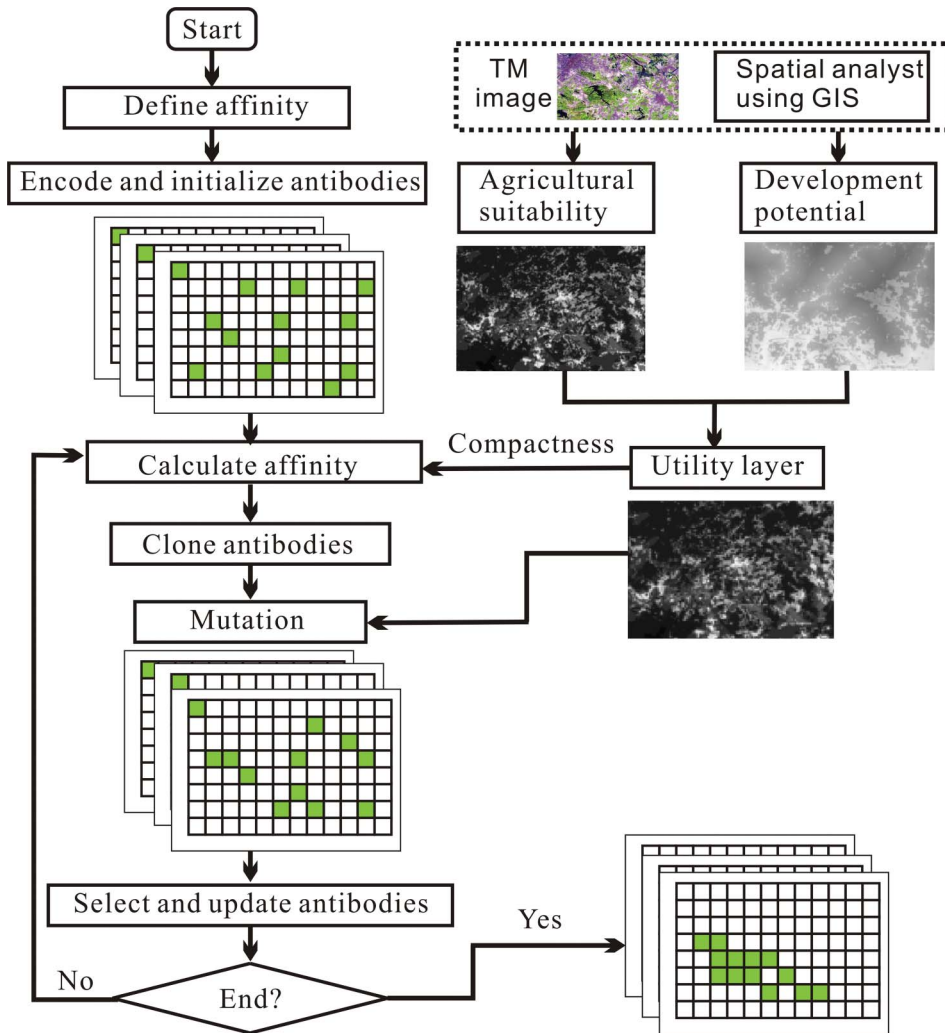 Start
Define affinity
Encode and initialize antibodies
TM
image
Spatial analyst
using GIS
Agricultural
suitability
Development
potential
Calculate affinity
Compactness
Utility layer
Clone antibodies
Mutation
Select and update antibodies
Yes
No
End?